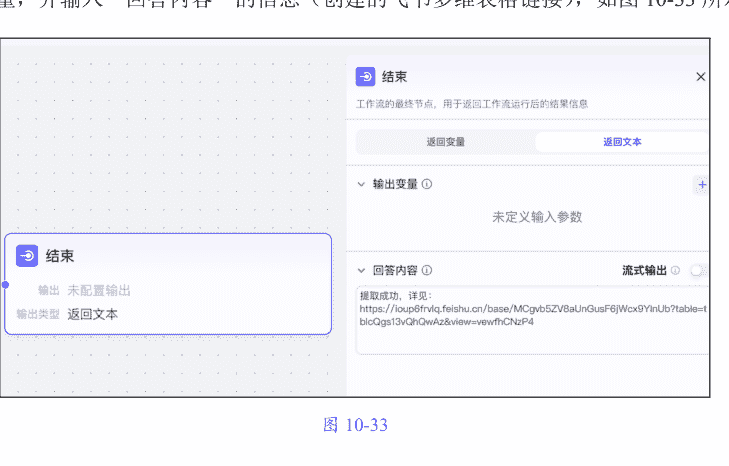 量，并输入“回答内容”的信息（创建的飞书多维表格链接），如图 10-33 所
结束
工作流的最终节点，用于返回工作流运行后的结果信息
返回变量
返回文本
输出变量
未定义输入参数
结束
输出 未配置输出
输出类型 返回文本
回答内容
流式输出
提取成功，详见：
https://ioup6frvlq.feishu.cn/base/MCgvb5ZV8aUnGusF6jWcx9YInUb?table=t
blcQgs13vQhQwAz&view=vewfhCNzP4
图 10-33